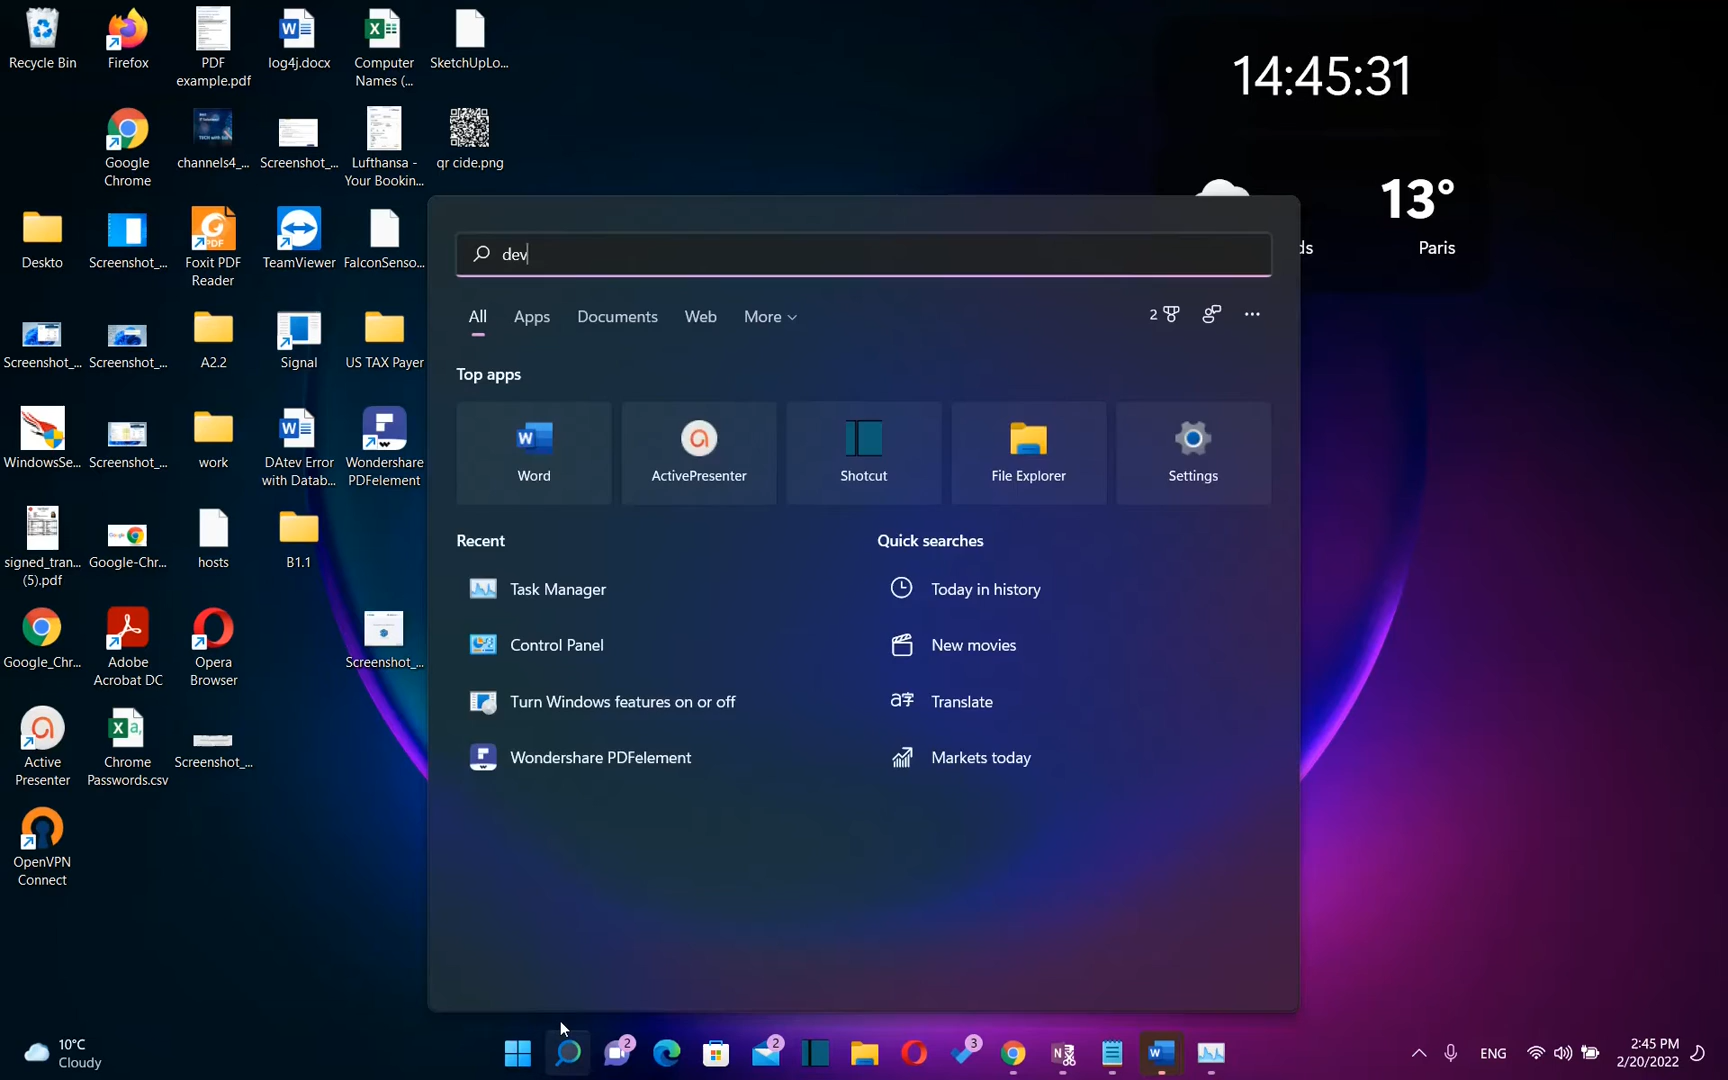 Recycle Bin
Firefox
PDF
example.pdf
log4j.docx
Computer
Names (...
SketchUpLo...
Google
Chrome
channels4_...
Screenshot_...
Lufthansa -
Your Bookin...
qr cide.png
Deskto
Screenshot_...
Foxit PDF
Reader
TeamViewer
FalconSenso...
Screenshot_...
Screenshot_...
A2.2
Signal
US TAX Payer
WindowsSe...
Screenshot_...
work
DAtev Error
with Datab...
Wondershare
PDFelement
signed_tran...
(5).pdf
Google-Chr...
hosts
B1.1
Google_Chr...
Adobe
Acrobat DC
Opera
Browser
Screenshot_...
Active
Presenter
Chrome
Passwords.csv
Screenshot_...
OpenVPN
Connect
14:45:31
13°
ds
Paris
dev
All
Apps
Documents
Web
More
2
Top apps
Word
ActivePresenter
Shotcut
File Explorer
Settings
Recent
Task Manager
Control Panel
Turn Windows features on or off
Wondershare PDFelement
Quick searches
Today in history
New movies
Translate
Markets today
10°C
Cloudy
2
2
3
ENG
2:45 PM
2/20/2022